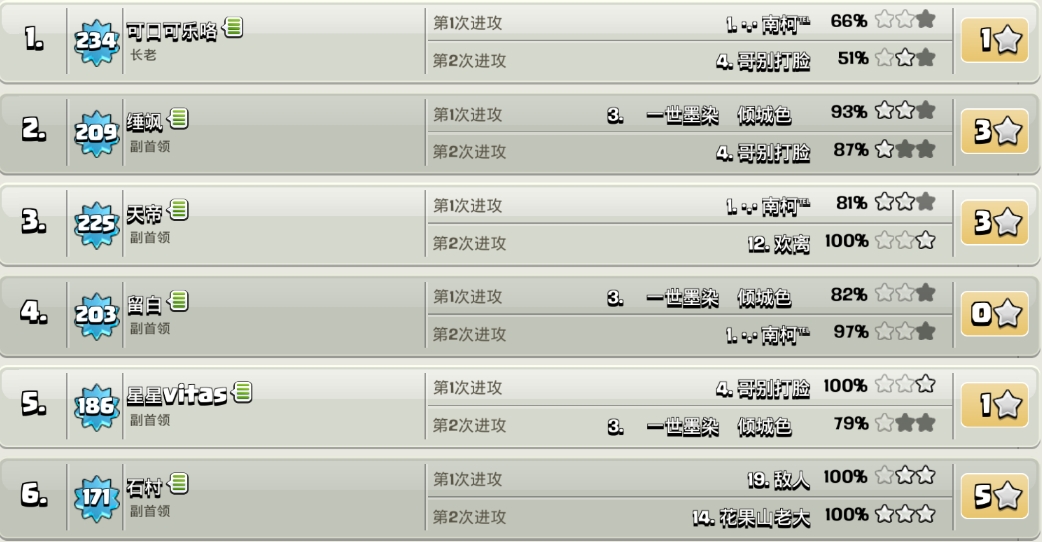 1.
234
可口可乐咯
长老
第1次进攻
1. 南柯™
66%
第2次进攻
4. 哥别打脸
51%
1
2.
209
缍飒
副首领
第1次进攻
3. 一世墨染 倾城色
93%
第2次进攻
4. 哥别打脸
87%
3
3.
225
天帝
副首领
第1次进攻
1. 南柯™
81%
第2次进攻
12. 欢离
100%
3
4.
203
留白
副首领
第1次进攻
3. 一世墨染 倾城色
82%
第2次进攻
1. 南柯™
97%
0
5.
186
星星vitas
副首领
第1次进攻
4. 哥别打脸
100%
第2次进攻
3. 一世墨染 倾城色
79%
1
6.
171
石村
副首领
第1次进攻
19. 敌人
100%
第2次进攻
14. 花果山老大
100%
5